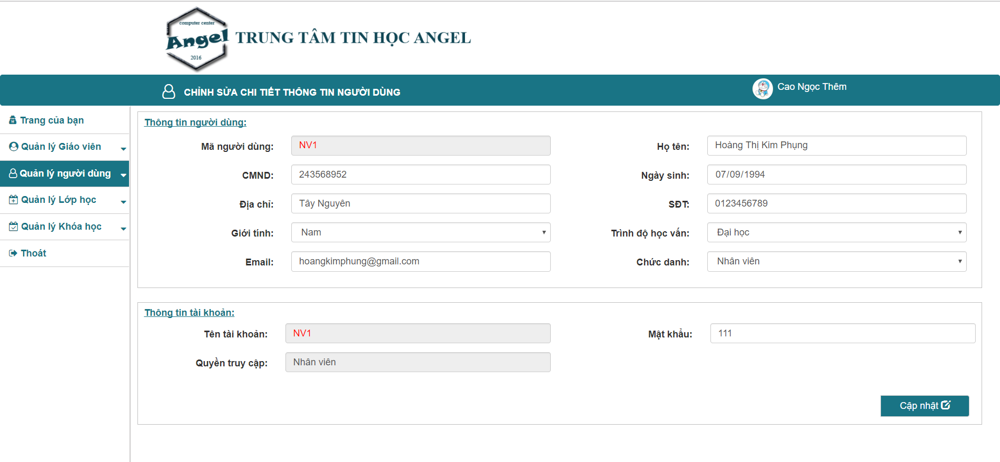 computer center
Angel
2016
TRUNG TÂM TIN HỌC ANGEL
CHỈNH SỬA CHI TIẾT THÔNG TIN NGƯỜI DÙNG
Cao Ngọc Thêm
Trang của bạn
Quản lý Giáo viên
Quản lý người dùng
Quản lý Lớp học
Quản lý Khóa học
Thoát
Thông tin người dùng:
Mã người dùng: NV1 Họ tên: Hoàng Thị Kim Phụng
CMND: 243568952 Ngày sinh: 07/09/1994
Địa chỉ: Tây Nguyên SĐT: 0123456789
Giới tính: Nam Trình độ học vấn: Đại học
Email: hoangkimphung@gmail.com Chức danh: Nhân viên
Thông tin tài khoản:
Tên tài khoản: NV1 Mật khẩu: 111
Quyền truy cập: Nhân viên
Cập nhật